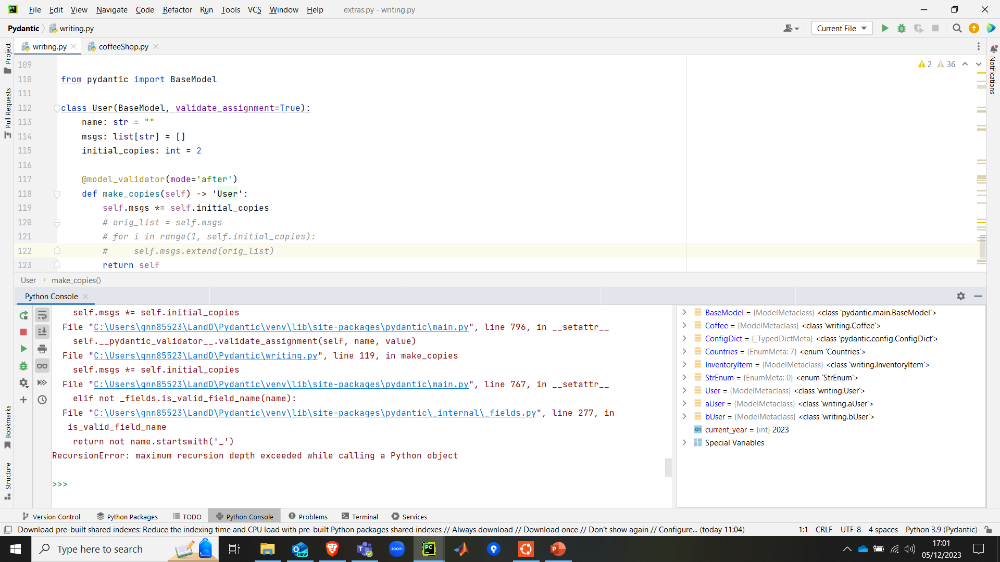 File Edit View Navigate Code Refactor Run Tools VCS Window Help extras.py - writing.py
Pydantic writing.py Current File
writing.py coffeeShop.py
Project
Pull Requests
Bookmarks
Structure
Notifications
2 36
109
110 from pydantic import BaseModel
111
112 class User(BaseModel, validate_assignment=True):
113 name: str = ""
114 msgs: list[str] = []
115 initial_copies: int = 2
116
117 @model_validator(mode='after')
118 def make_copies(self) -> 'User':
119 self.msgs *= self.initial_copies
120 # orig_list = self.msgs
121 # for i in range(1, self.initial_copies):
122 # self.msgs.extend(orig_list)
123 return self
User › make_copies()
Python Console
self.msgs *= self.initial_copies
File "C:\Users\gnn85523\LandD\Pydantic\venv\lib\site-packages\pydantic\main.py", line 796, in __setattr__
self.__pydantic_validator__.validate_assignment(self, name, value)
File "C:\Users\gnn85523\LandD\Pydantic\writing.py", line 119, in make_copies
self.msgs *= self.initial_copies
File "C:\Users\gnn85523\LandD\Pydantic\venv\lib\site-packages\pydantic\main.py", line 767, in __setattr__
elif not _fields.is_valid_field_name(name):
File "C:\Users\gnn85523\LandD\Pydantic\venv\lib\site-packages\pydantic\_internal\_fields.py", line 277, in
is_valid_field_name
return not name.startswith('_')
RecursionError: maximum recursion depth exceeded while calling a Python object
>>>
BaseModel = {ModelMetaclass} <class 'pydantic.main.BaseModel'>
Coffee = {ModelMetaclass} <class 'writing.Coffee'>
ConfigDict = {_TypedDictMeta} <class 'pydantic.config.ConfigDict'>
Countries = {EnumMeta: 7} <enum 'Countries'>
InventoryItem = {ModelMetaclass} <class 'writing.InventoryItem'>
StrEnum = {EnumMeta: 0} <enum 'StrEnum'>
User = {ModelMetaclass} <class 'writing.User'>
aUser = {ModelMetaclass} <class 'writing.aUser'>
bUser = {ModelMetaclass} <class 'writing.bUser'>
01 current_year = {int} 2023
Special Variables
Version Control Python Packages TODO Python Console Problems Terminal Services
Download pre-built shared indexes: Reduce the indexing time and CPU load with pre-built Python packages shared indexes // Always download // Download once // Don't show again // Configure... (today 11:04) 1:1 CRLF UTF-8 4 spaces Python 3.9 (Pydantic)
Type here to search
NEW
zoom
PC
17:01
05/12/2023